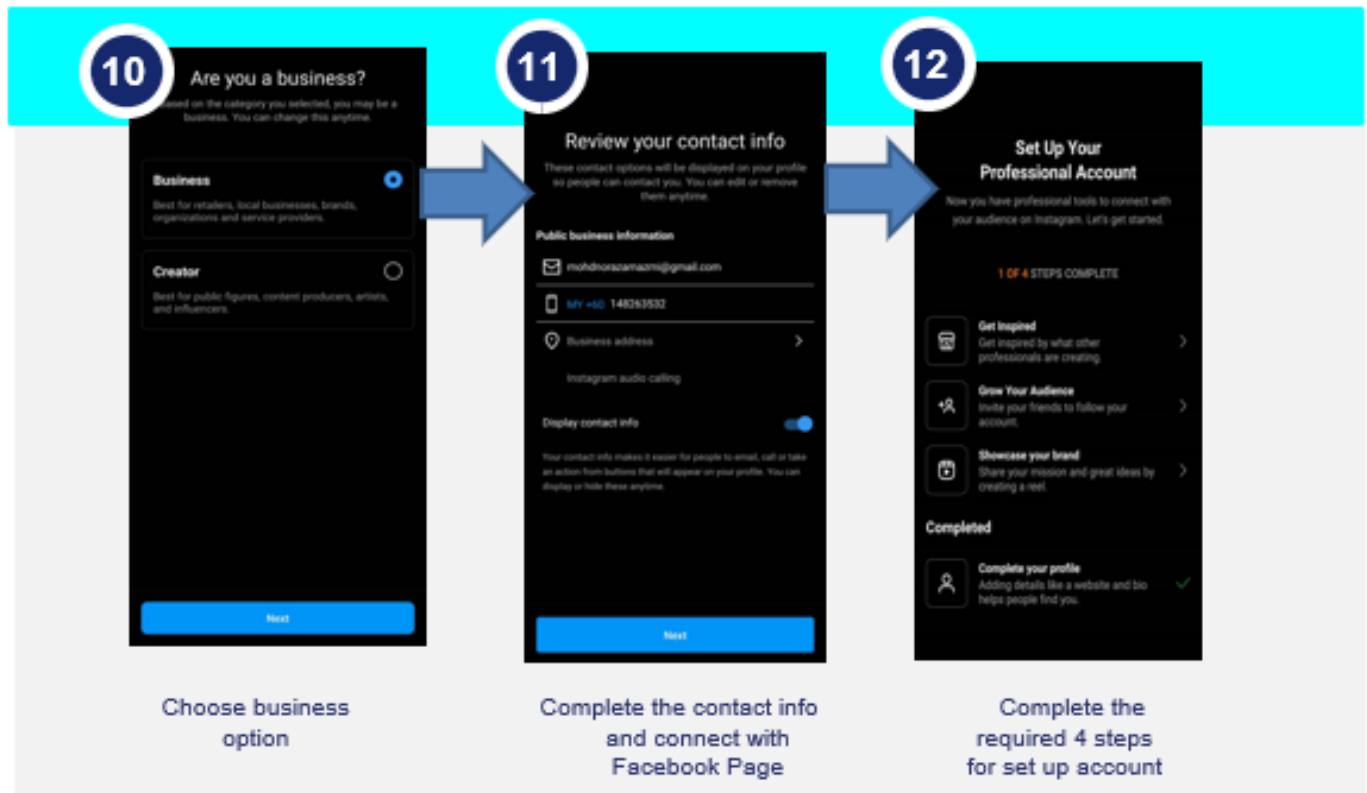 10
Are you a business?
Based on the category you selected, you may be a
business. You can change this anytime.
Business
Best for retailers, local businesses, brands,
organizations and service providers.
Creator
Best for public figures, content producers, artists,
and influencers.
Next
Choose business
option
11
Review your contact info
These contact options will be displayed on your profile
so people can contact you. You can edit or remove
them anytime.
Public business information
mohdnorazamazmi@gmail.com
MY +60 148263532
Business address
Instagram audio calling
Display contact info
Your contact info makes it easier for people to email, call or take
an action from buttons that will appear on your profile. You can
display or hide these anytime.
Next
Complete the contact info
and connect with
Facebook Page
12
Set Up Your
Professional Account
Now you have professional tools to connect with
your audience on Instagram. Let's get started.
1 OF 4 STEPS COMPLETE
Get Inspired
Get inspired by what other
professionals are creating.
Grow Your Audience
Invite your friends to follow your
account.
Showcase your brand
Share your mission and great ideas by
creating a reel.
Completed
Complete your profile
Adding details like a website and bio
helps people find you.
Complete the
required 4 steps
for set up account